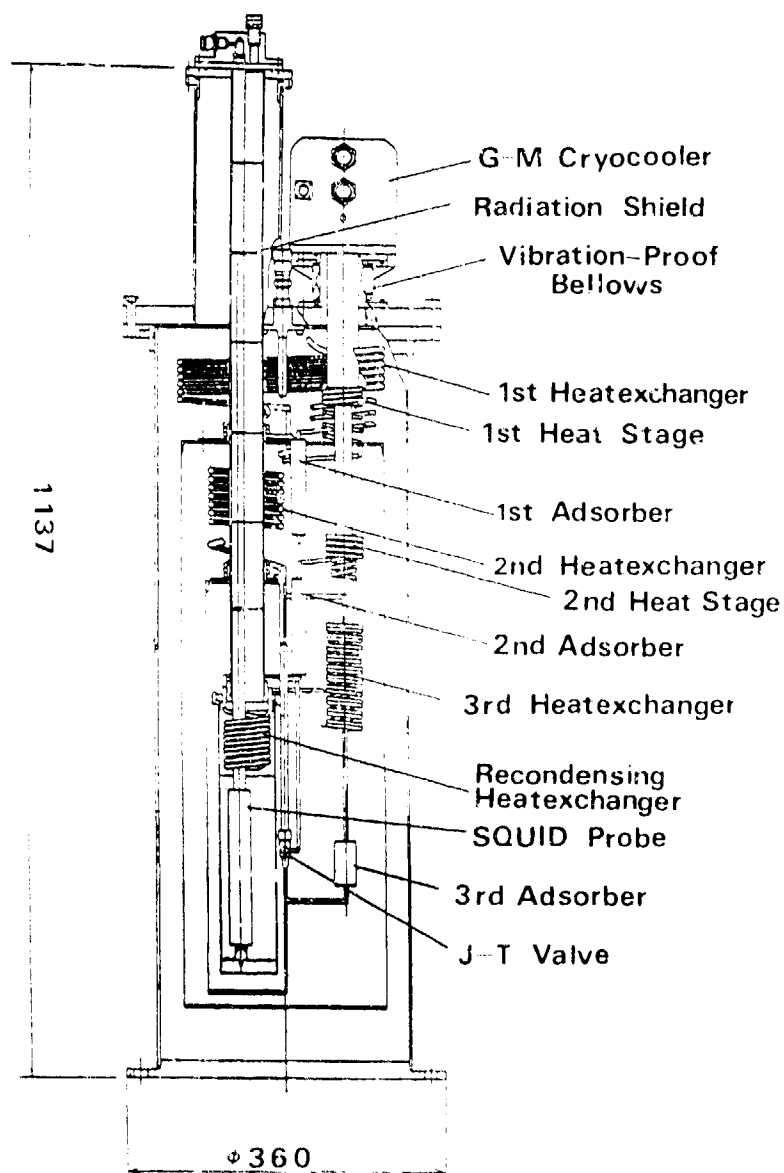 G-M Cryocooler
Radiation Shield
Vibration-Proof
Bellows
1st Heatexchanger
1st Heat Stage
1st Adsorber
2nd Heatexchanger
2nd Heat Stage
2nd Adsorber
3rd Heatexchanger
Recondensing
Heatexchanger
SQUID Probe
3rd Adsorber
J-T Valve
1137
φ360